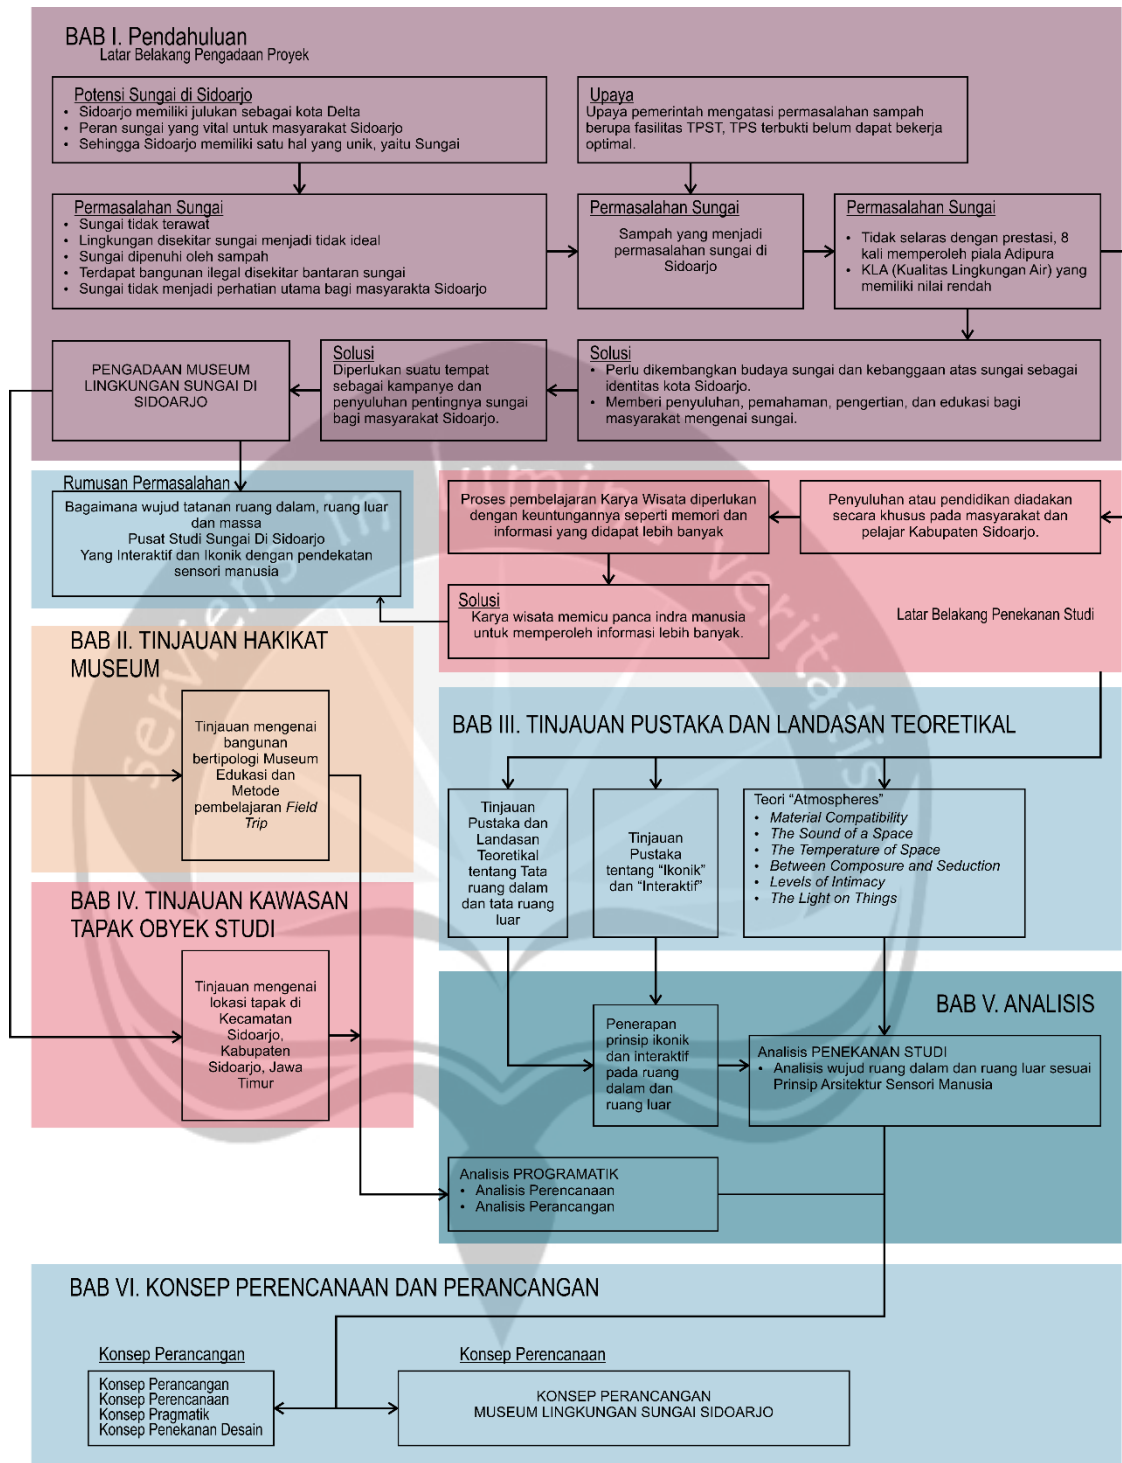 BAB I. Pendahuluan
Latar Belakang Pengadaan Proyek
Potensi Sungai di Sidoarjo
• Sidoarjo memiliki julukan sebagai kota Delta
• Peran sungai yang vital untuk masyarakat Sidoarjo
• Sehingga Sidoarjo memiliki satu hal yang unik, yaitu Sungai
Upaya
Upaya pemerintah mengatasi permasalahan sampah
berupa fasilitas TPST, TPS terbukti belum dapat bekerja
optimal.
Permasalahan Sungai
• Sungai tidak terawat
• Lingkungan disekitar sungai menjadi tidak ideal
• Sungai dipenuhi oleh sampah
• Terdapat bangunan ilegal disekitar bantaran sungai
• Sungai tidak menjadi perhatian utama bagi masyarakta Sidoarjo
Permasalahan Sungai
Sampah yang menjadi
permasalahan sungai di
Sidoarjo
Permasalahan Sungai
• Tidak selaras dengan prestasi, 8
kali memperoleh piala Adipura
• KLA (Kualitas Lingkungan Air) yang
memiliki nilai rendah
PENGADAAN MUSEUM
LINGKUNGAN SUNGAI DI
SIDOARJO
Solusi
Diperlukan suatu tempat
sebagai kampanye dan
penyuluhan pentingnya sungai
bagi masyarakat Sidoarjo.
Solusi
• Perlu dikembangkan budaya sungai dan kebanggaan atas sungai sebagai
identitas kota Sidoarjo.
• Memberi penyuluhan, pemahaman, pengertian, dan edukasi bagi
masyarakat mengenai sungai.
Rumusan Permasalahan
Bagaimana wujud tatanan ruang dalam, ruang luar
dan massa
Pusat Studi Sungai Di Sidoarjo
Yang Interaktif dan Ikonik dengan pendekatan
sensori manusia
Proses pembelajaran Karya Wisata diperlukan
dengan keuntungannya seperti memori dan
informasi yang didapat lebih banyak
Penyuluhan atau pendidikan diadakan
secara khusus pada masyarakat dan
pelajar Kabupaten Sidoarjo.
Solusi
Karya wisata memicu panca indra manusia
untuk memperoleh informasi lebih banyak.
Latar Belakang Penekanan Studi
BAB II. TINJAUAN HAKIKAT
MUSEUM
Tinjauan mengenai
bangunan
bertipologi Museum
Edukasi dan
Metode
pembelajaran Field
Trip
BAB III. TINJAUAN PUSTAKA DAN LANDASAN TEORETIKAL
Tinjauan
Pustaka dan
Landasan
Teoretikal
tentang Tata
ruang dalam
dan tata ruang
luar
Tinjauan
Pustaka
tentang “Ikonik”
dan “Interaktif”
Teori “Atmospheres”
• Material Compatibility
• The Sound of a Space
• The Temperature of Space
• Between Composure and Seduction
• Levels of Intimacy
• The Light on Things
BAB IV. TINJAUAN KAWASAN
TAPAK OBYEK STUDI
Tinjauan mengenai
lokasi tapak di
Kecamatan
Sidoarjo,
Kabupaten
Sidoarjo, Jawa
Timur
BAB V. ANALISIS
Penerapan
prinsip ikonik
dan interaktif
pada ruang
dalam dan
ruang luar
Analisis PENEKANAN STUDI
• Analisis wujud ruang dalam dan ruang luar sesuai
Prinsip Arsitektur Sensori Manusia
Analisis PROGRAMATIK
• Analisis Perencanaan
• Analisis Perancangan
BAB VI. KONSEP PERENCANAAN DAN PERANCANGAN
Konsep Perancangan
Konsep Perancangan
Konsep Perencanaan
Konsep Pragmatik
Konsep Penekanan Desain
Konsep Perencanaan
KONSEP PERANCANGAN
MUSEUM LINGKUNGAN SUNGAI SIDOARJO
serviens in lumine veritatis